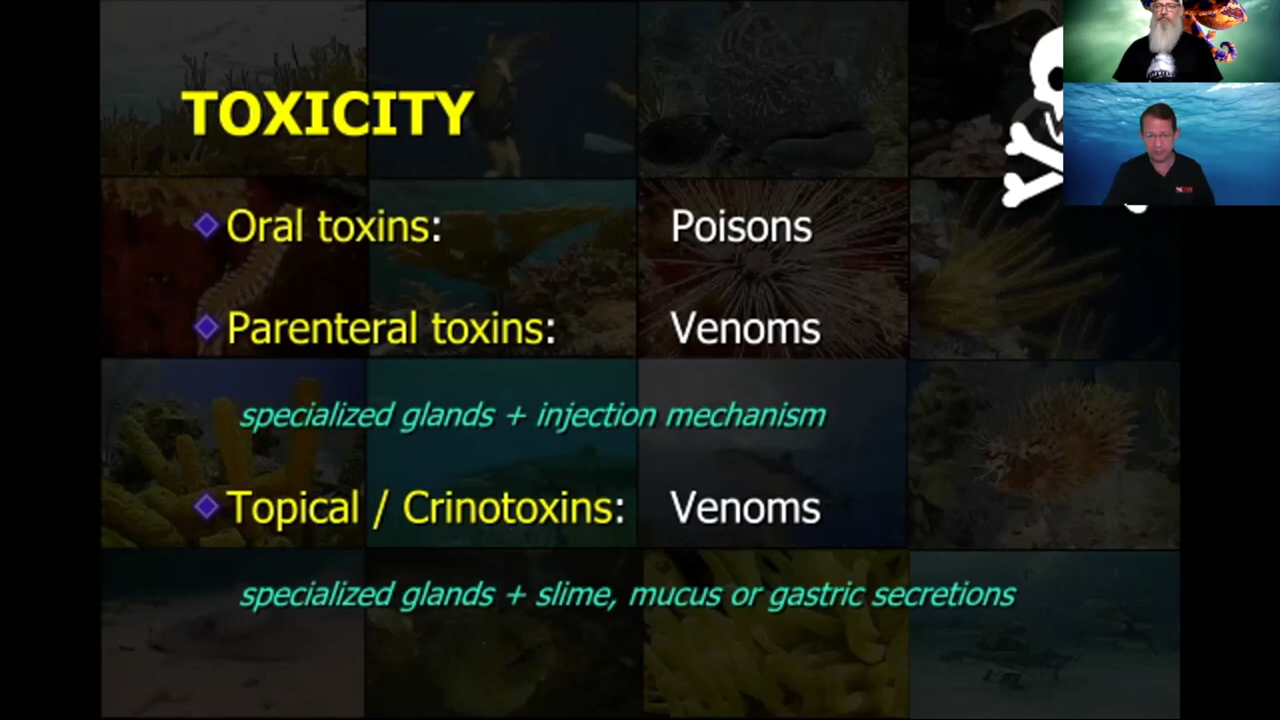 TOXICITY
Oral toxins: Poisons
Parenteral toxins: Venoms
specialized glands + injection mechanism
Topical / Crinotoxins: Venoms
specialized glands + slime, mucus or gastric secretions